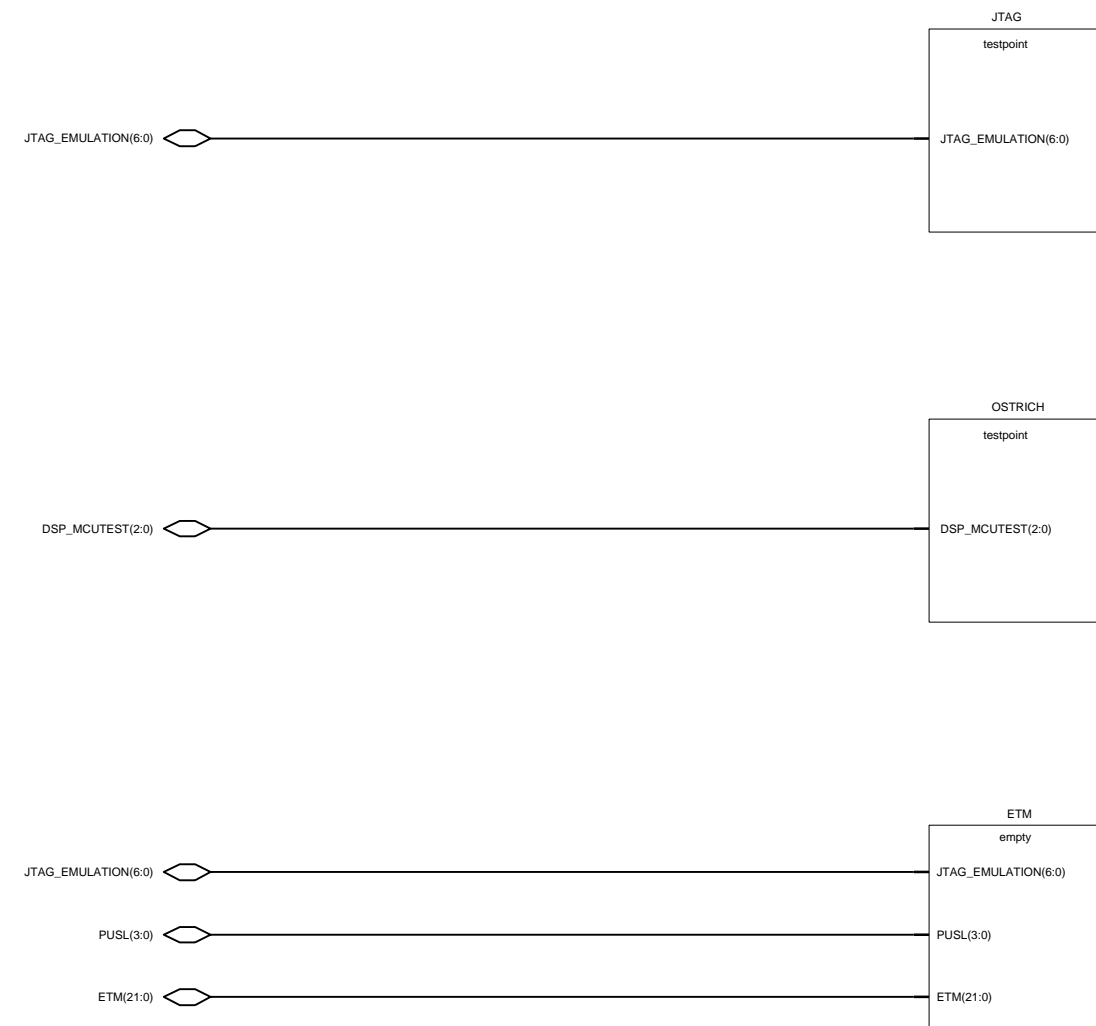 JTAG
testpoint
JTAG_EMULATION(6:0) JTAG_EMULATION(6:0)
OSTRICH
testpoint
DSP_MCUTEST(2:0) DSP_MCUTEST(2:0)
ETM
empty
JTAG_EMULATION(6:0) JTAG_EMULATION(6:0)
PUSL(3:0) PUSL(3:0)
ETM(21:0) ETM(21:0)